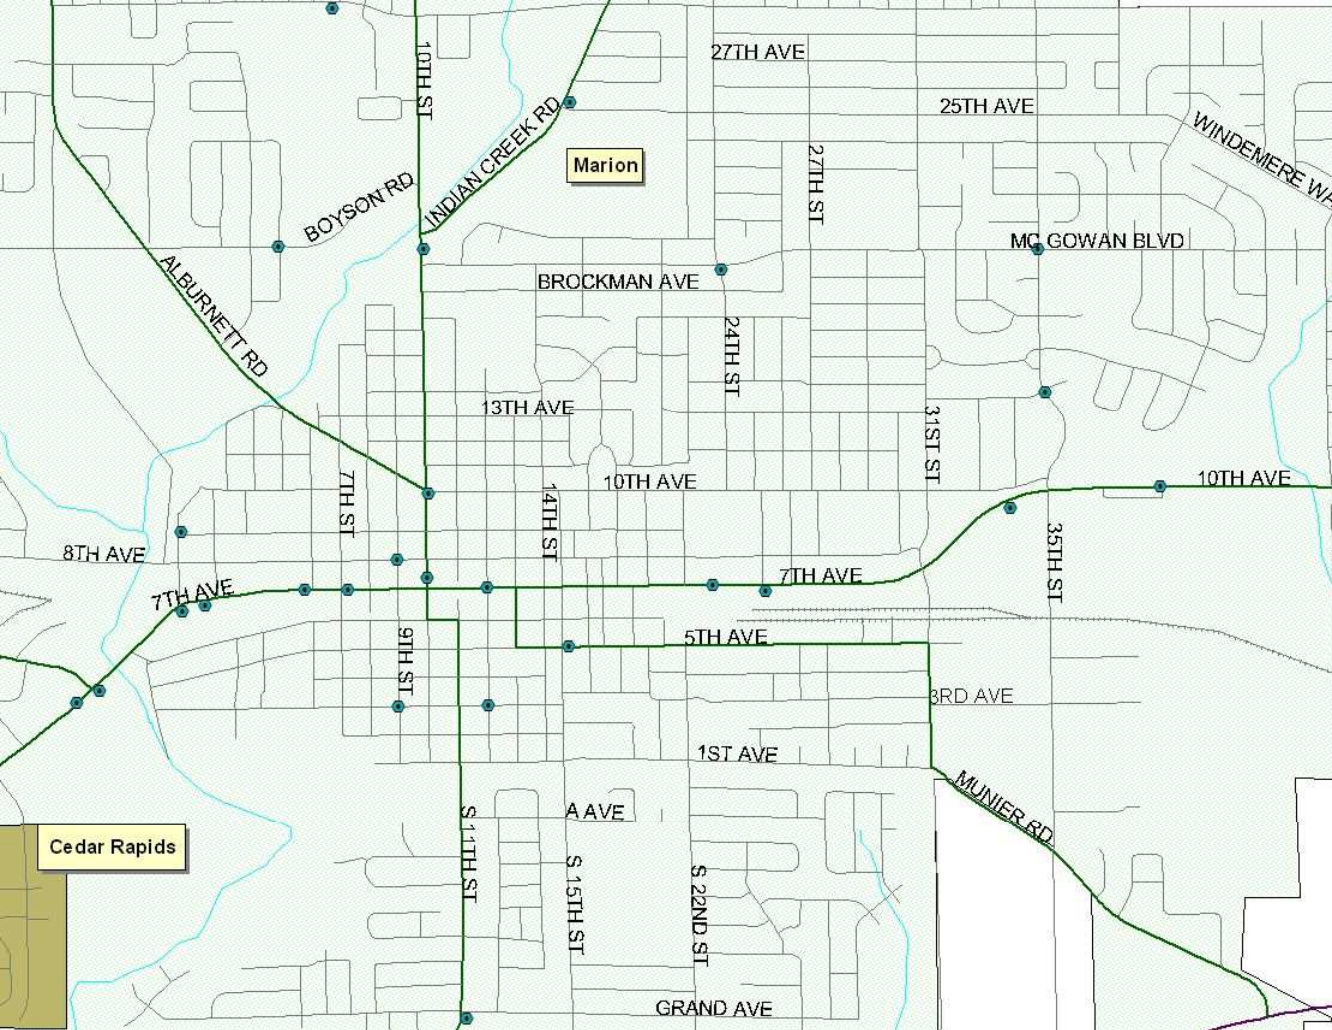 27TH AVE
10TH ST
25TH AVE
INDIAN CREEK RD
WINDEMERE WA
Marion
27TH ST
BOYSON RD
MC GOWAN BLVD
BROCKMAN AVE
ALBURNETT RD
24TH ST
13TH AVE
31ST ST
7TH ST
10TH AVE
10TH AVE
14TH ST
35TH ST
8TH AVE
7TH AVE
7TH AVE
9TH ST
5TH AVE
3RD AVE
1ST AVE
MUNIER RD
A AVE
S 11TH ST
Cedar Rapids
S 15TH ST
S 22ND ST
GRAND AVE